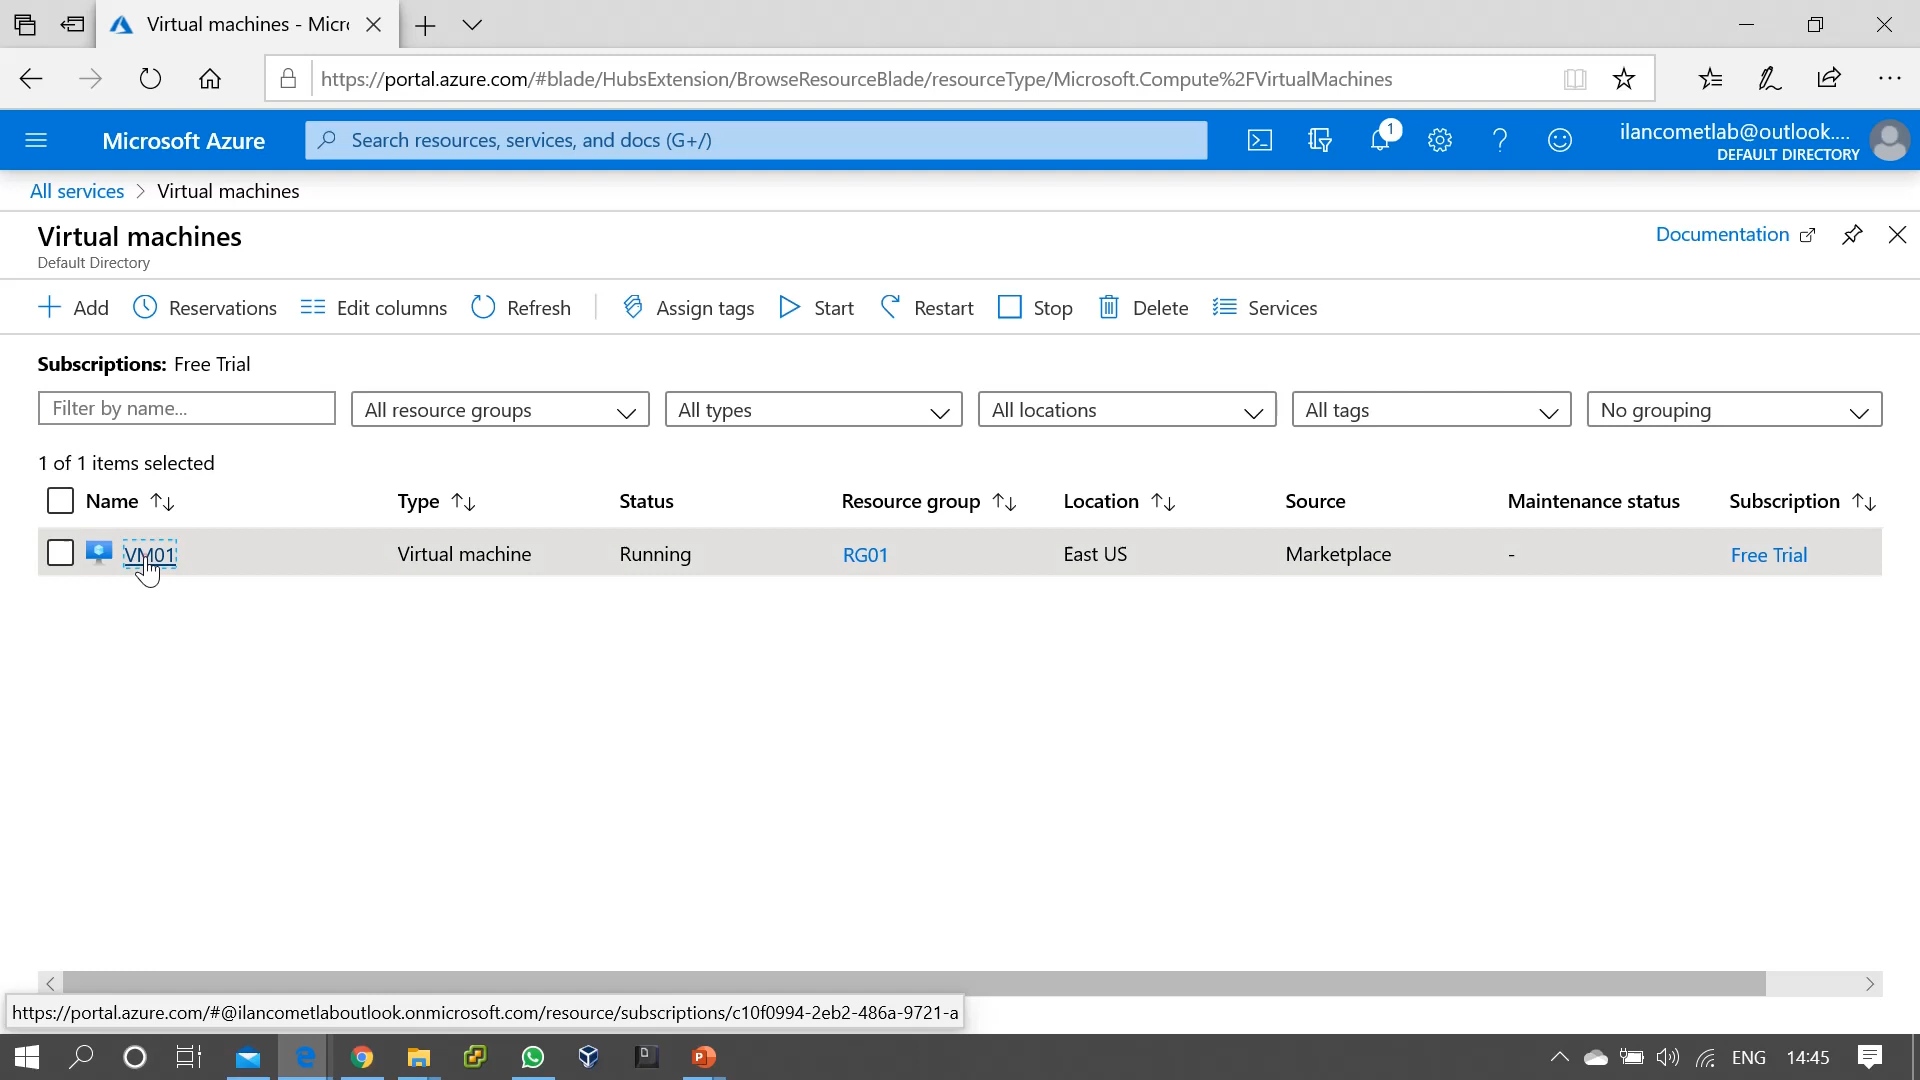 Virtual machines - Micr
https://portal.azure.com/#blade/HubsExtension/BrowseResourceBlade/resourceType/Microsoft.Compute%2FVirtualMachines
Microsoft Azure
Search resources, services, and docs (G+/)
1
ilancometlab@outlook....
DEFAULT DIRECTORY
All services > Virtual machines
Virtual machines
Default Directory
Documentation
Add Reservations Edit columns Refresh Assign tags Start Restart Stop Delete Services
Subscriptions: Free Trial
Filter by name... All resource groups All types All locations All tags No grouping
1 of 1 items selected
Name Type Status Resource group Location Source Maintenance status Subscription
VM01 Virtual machine Running RG01 East US Marketplace - Free Trial
https://portal.azure.com/#@ilancometlaboutlook.onmicrosoft.com/resource/subscriptions/c10f0994-2eb2-486a-9721-a
ENG 14:45